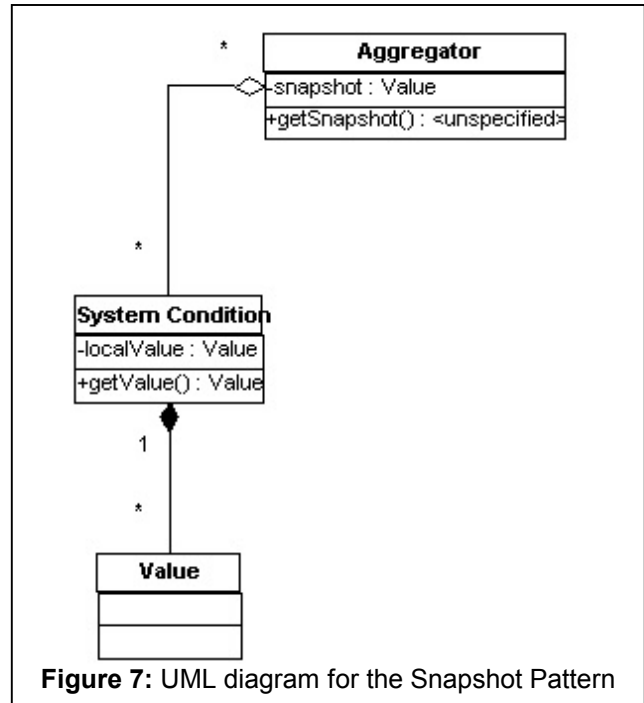 *
Aggregator
-snapshot : Value
+getSnapshot() : <unspecified>
*
System Condition
-localValue : Value
+getValue() : Value
1
*
Value
Figure 7: UML diagram for the Snapshot Pattern